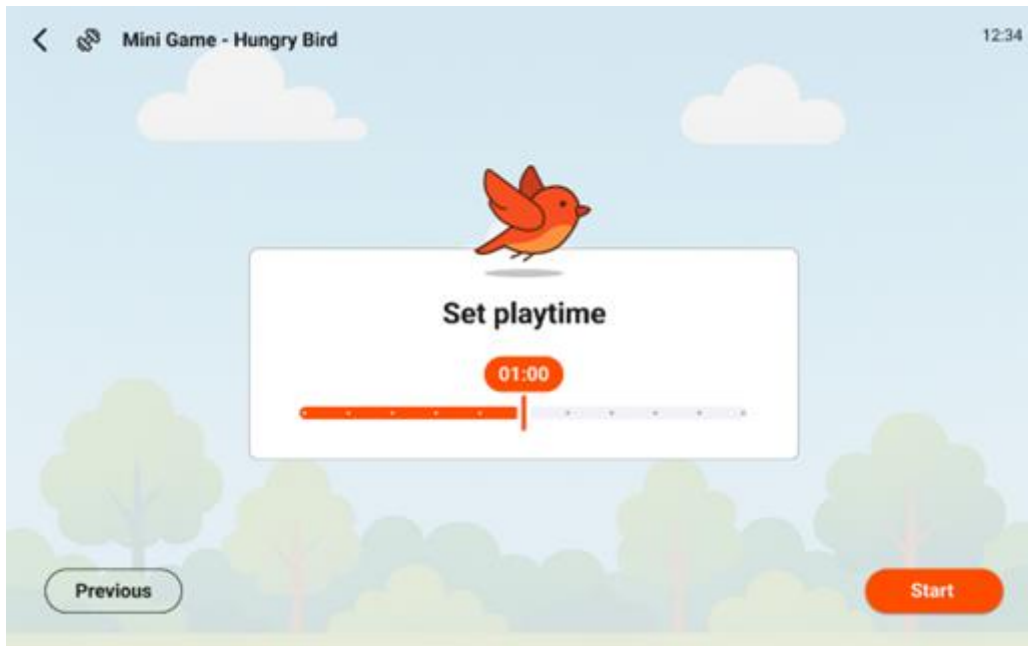 Mini Game - Hungry Bird
12:34
Set playtime
01:00
Previous
Start